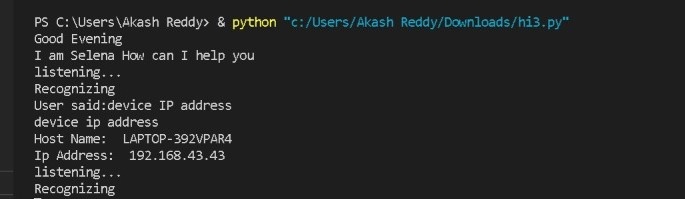 PS C:\Users\Akash Reddy> & python "c:/Users/Akash Reddy/Downloads/hi3.py"
Good Evening
I am Selena How can I help you
listening...
Recognizing
User said:device IP address
device ip address
Host Name:  LAPTOP-392VPAR4
Ip Address:  192.168.43.43
listening...
Recognizing